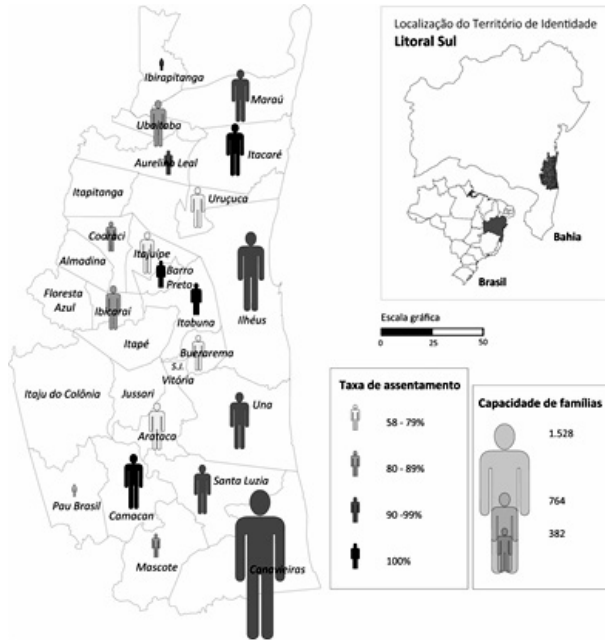 Ibirapitanga
Maraú
Ubaitaba
Itacaré
Aurelino Leal
Itapitanga
Uruçuca
Coaraci
Itajuípe
Almadina
Barro
Preto
Floresta
Azul
Ibicaraí
Itabuna
Ilhéus
Itapé
Buerarema
S.J.
Vitória
Itaju do Colônia
Jussari
Una
Arataca
Santa Luzia
Pau Brasil
Camacan
Mascote
Canavieiras
Localização do Território de Identidade
Litoral Sul
Bahia
Brasil
Escala gráfica
0 25 50
Taxa de assentamento
58 - 79%
80 - 89%
90 -99%
100%
Capacidade de famílias
1.528
764
382